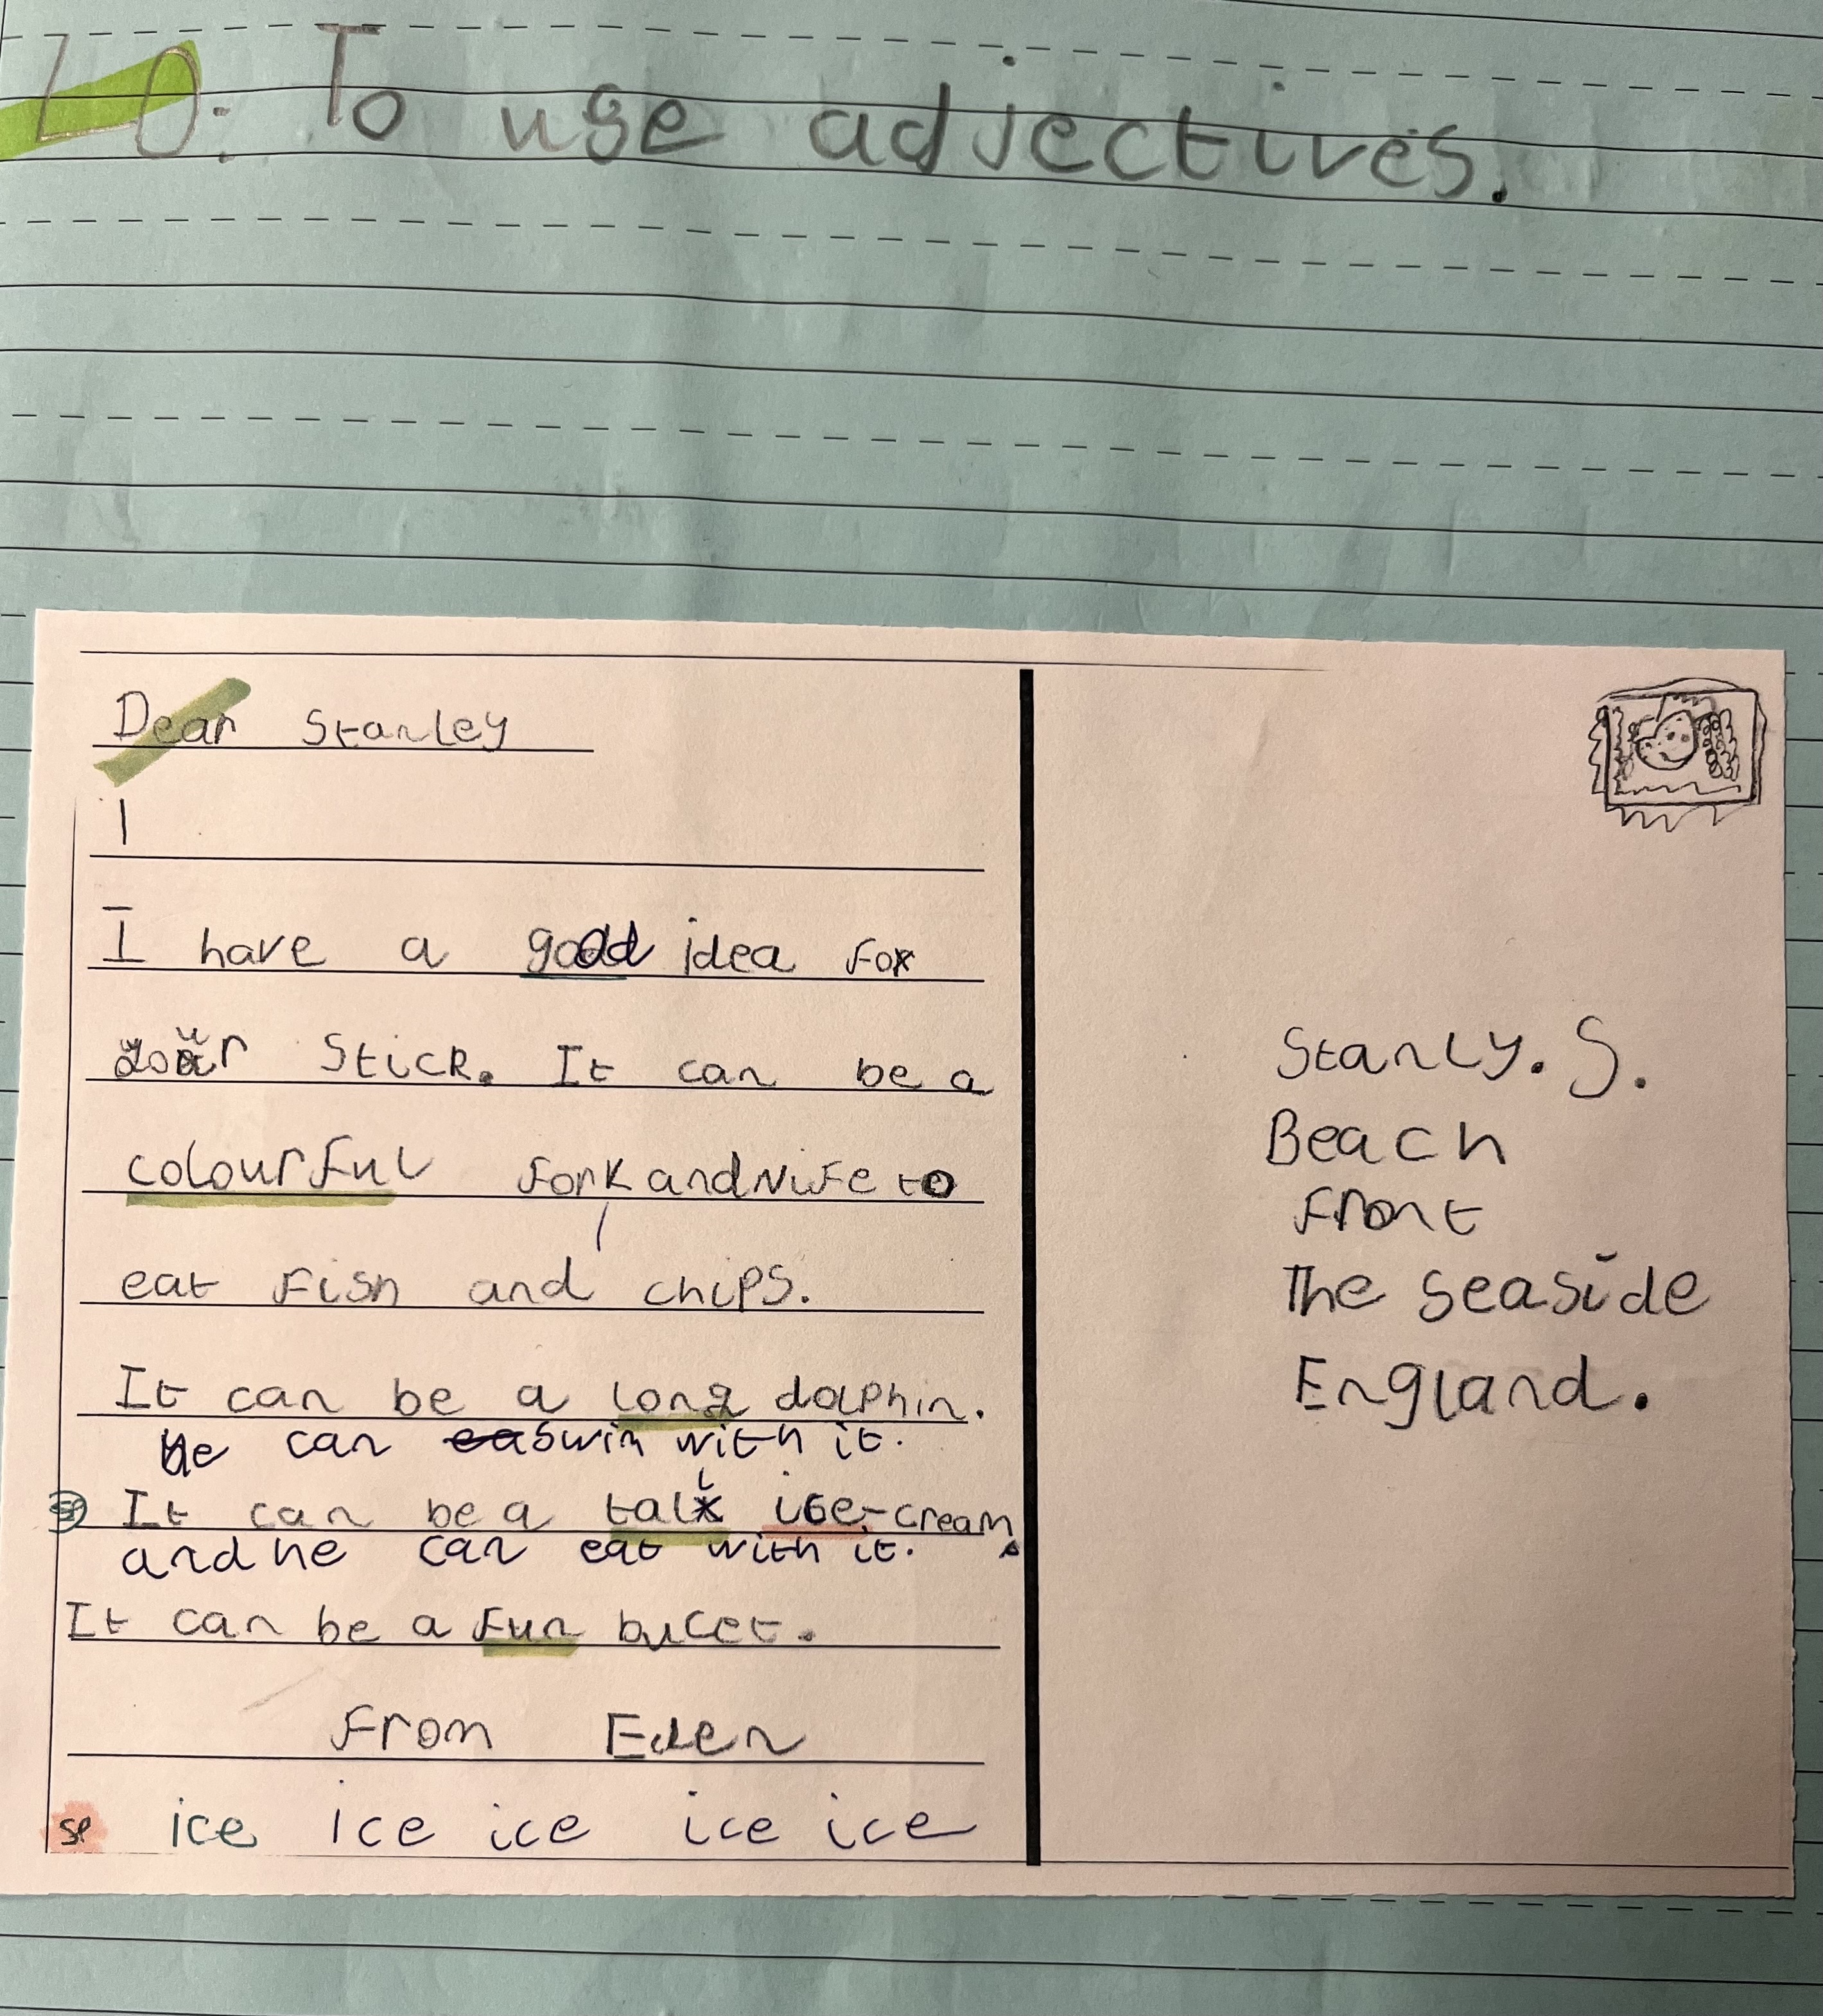 LO: To use adjectives.
Dear Stanley
I
I have a good idea for
your stick. It can be a
colourful fork and nife to
eat fish and chips.
It can be a long dolphin.
He can swim with it.
sp It can be a tall ice-cream.
and he can eat with it.
It can be a fun bucet.
from Eden
sp ice ice ice ice ice
Stanly. S.
Beach
front
The seaside
England.